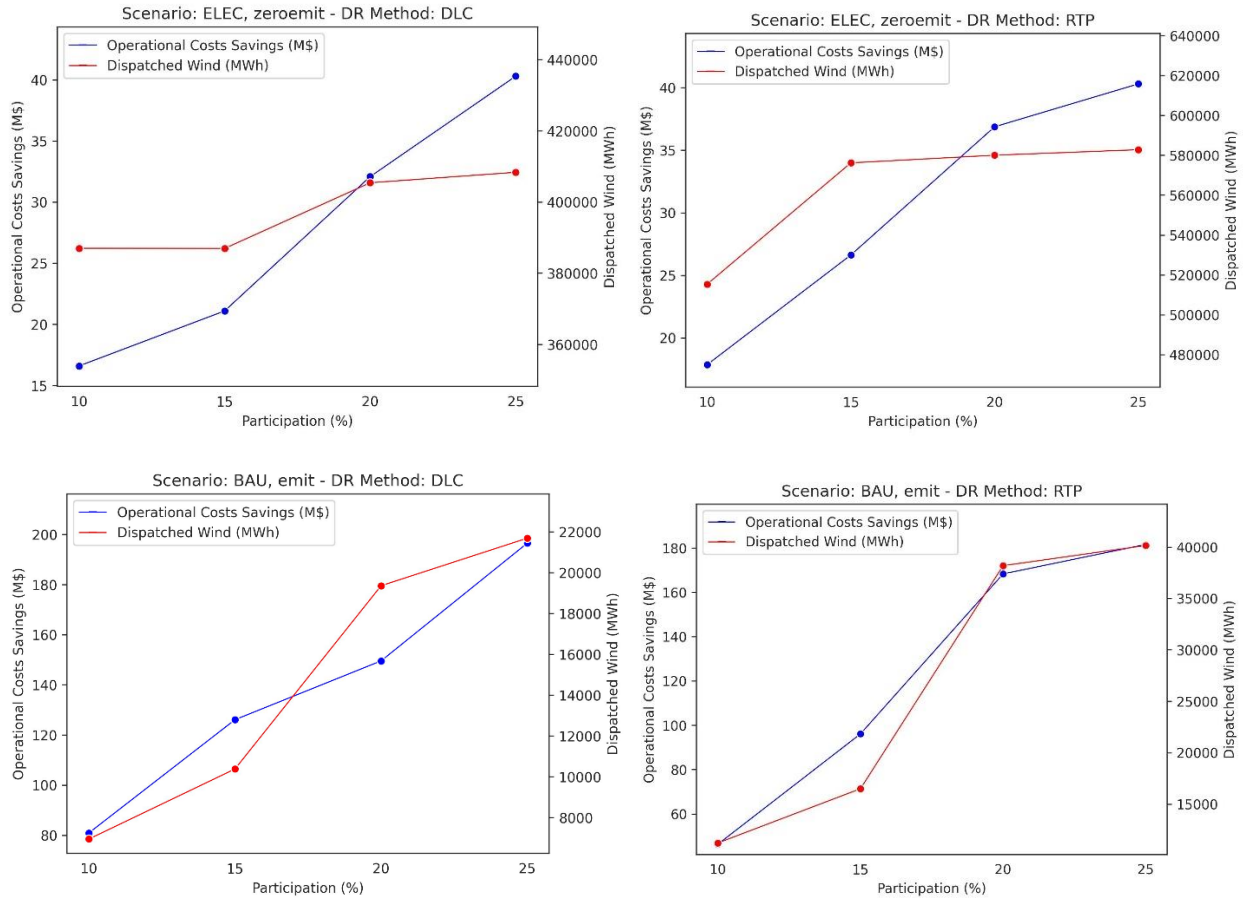 Scenario: ELEC, zeroemit - DR Method: DLC
Operational Costs Savings (M$)
Dispatched Wind (MWh)
Operational Costs Savings (M$)
40
35
30
25
20
15
440000
420000
400000
380000
360000
Dispatched Wind (MWh)
10 15 20 25
Participation (%)
Scenario: ELEC, zeroemit - DR Method: RTP
Operational Costs Savings (M$)
Dispatched Wind (MWh)
Operational Costs Savings (M$)
40
35
30
25
20
640000
620000
600000
580000
560000
540000
520000
500000
480000
Dispatched Wind (MWh)
10 15 20 25
Participation (%)
Scenario: BAU, emit - DR Method: DLC
Operational Costs Savings (M$)
Dispatched Wind (MWh)
Operational Costs Savings (M$)
200
180
160
140
120
100
80
22000
20000
18000
16000
14000
12000
10000
8000
Dispatched Wind (MWh)
10 15 20 25
Participation (%)
Scenario: BAU, emit - DR Method: RTP
Operational Costs Savings (M$)
Dispatched Wind (MWh)
Operational Costs Savings (M$)
180
160
140
120
100
80
60
40000
35000
30000
25000
20000
15000
Dispatched Wind (MWh)
10 15 20 25
Participation (%)